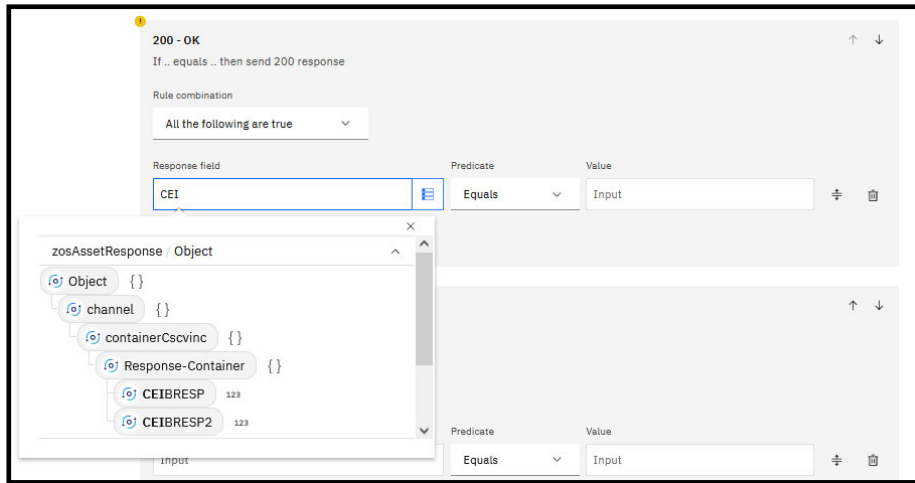 200 - OK
If .. equals .. then send 200 response
Rule combination
All the following are true
Response field
Predicate
Value
CEI
Equals
Input
zosAssetResponse / Object
Object { }
channel { }
containerCscvinc { }
Response-Container { }
CEIBRESP 123
CEIBRESP2 123
Predicate
Value
Input
Equals
Input